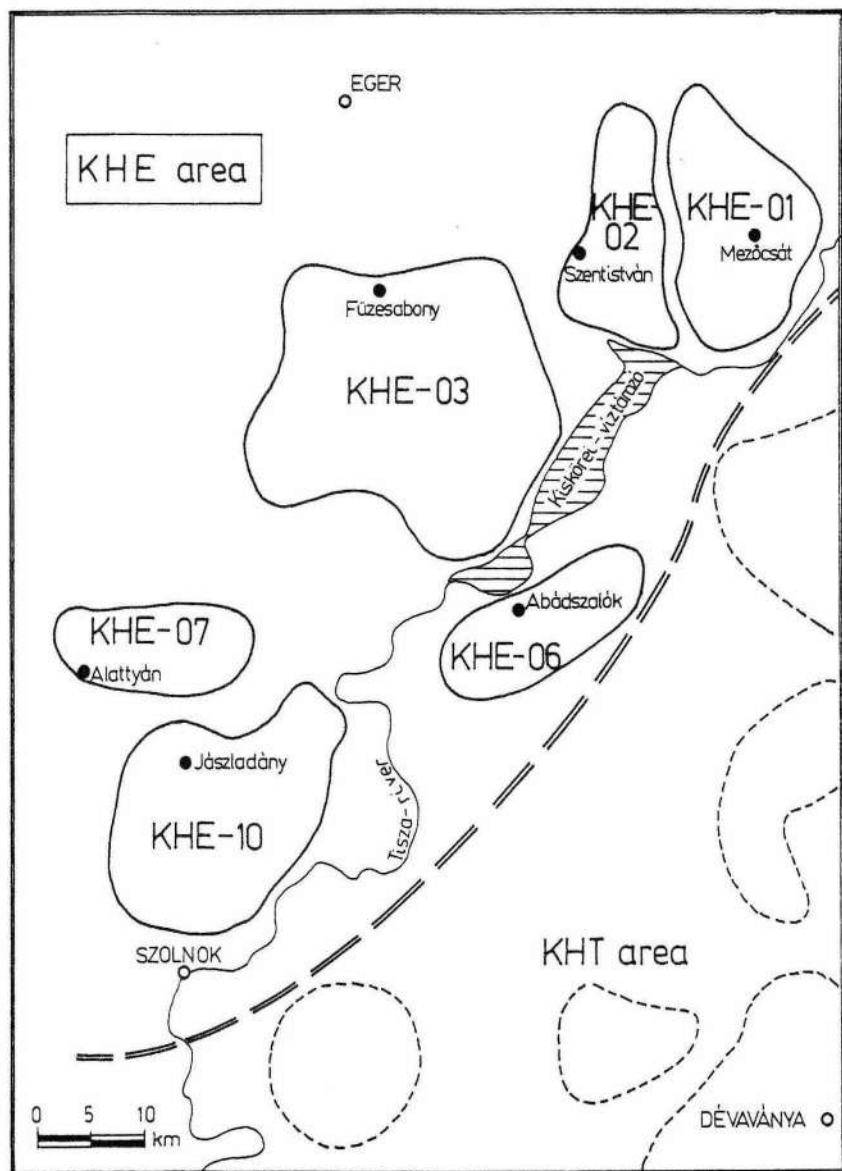 EGER
KHE area
KHE-
02
KHE-01
Mezőcsát
Szentistván
Füzesabony
KHE-03
Kiskörei-víztározó
Abádszalók
KHE-06
KHE-07
Alattyán
Jászladány
KHE-10
Tisza-river
SZOLNOK
KHT area
0 5 10
km
DÉVAVÁNYA